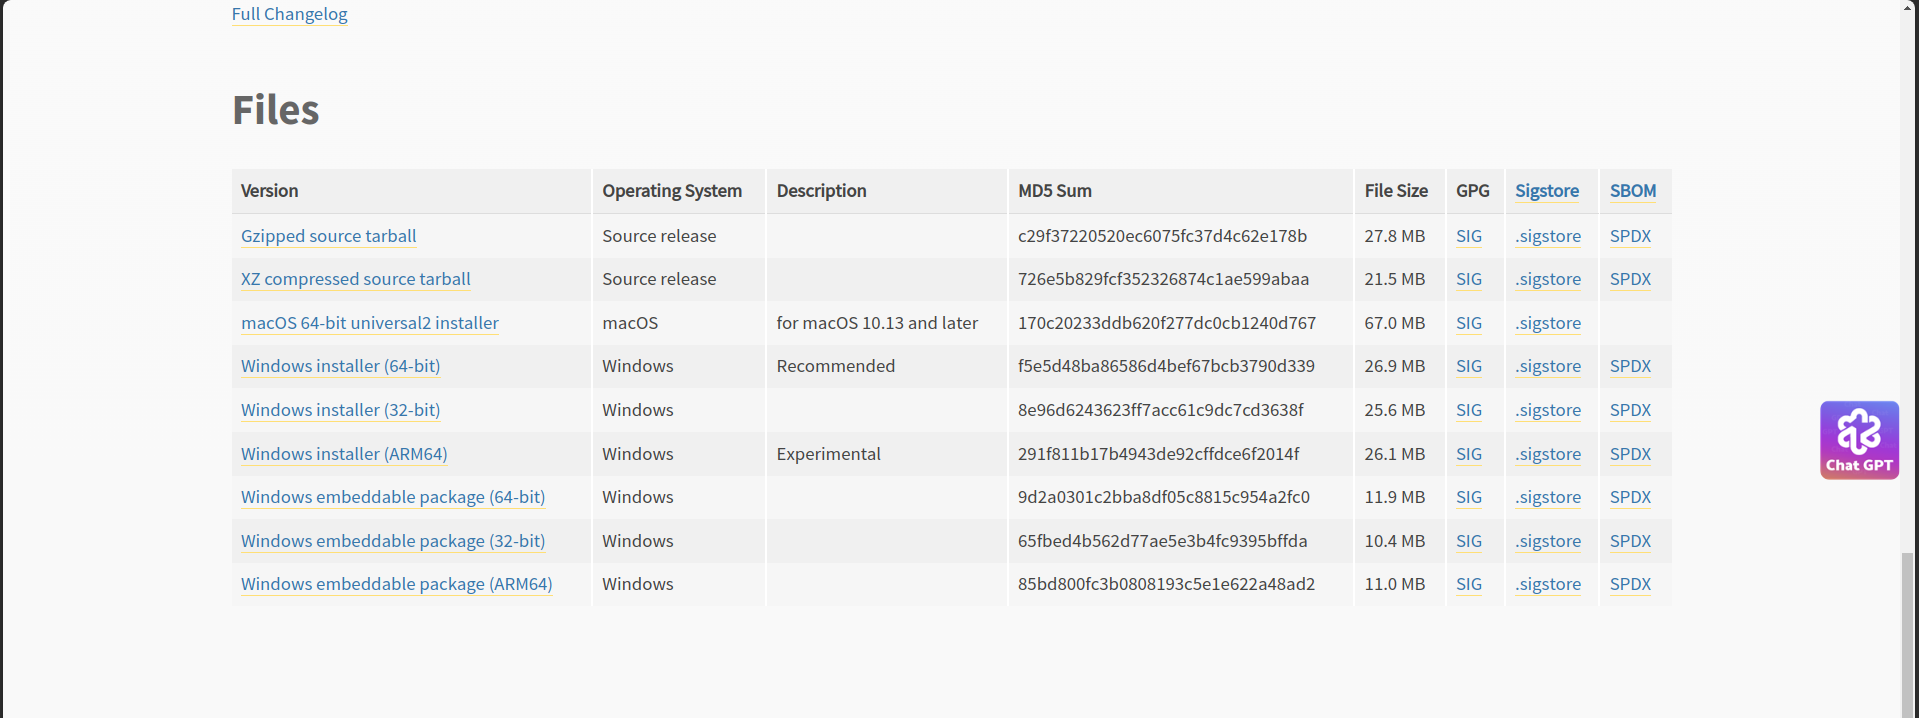 Full Changelog
Files
Version Operating System Description MD5 Sum File Size GPG Sigstore SBOM
Gzipped source tarball Source release c29f37220520ec6075fc37d4c62e178b 27.8 MB SIG .sigstore SPDX
XZ compressed source tarball Source release 726e5b829fcf352326874c1ae599abaa 21.5 MB SIG .sigstore SPDX
macOS 64-bit universal2 installer macOS for macOS 10.13 and later 170c20233ddb620f277dc0cb1240d767 67.0 MB SIG .sigstore
Windows installer (64-bit) Windows Recommended f5e5d48ba86586d4bef67bcb3790d339 26.9 MB SIG .sigstore SPDX
Windows installer (32-bit) Windows 8e96d6243623ff7acc61c9dc7cd3638f 25.6 MB SIG .sigstore SPDX
Windows installer (ARM64) Windows Experimental 291f811b17b4943de92cffdce6f2014f 26.1 MB SIG .sigstore SPDX
Windows embeddable package (64-bit) Windows 9d2a0301c2bba8df05c8815c954a2fc0 11.9 MB SIG .sigstore SPDX
Windows embeddable package (32-bit) Windows 65fbed4b562d77ae5e3b4fc9395bffda 10.4 MB SIG .sigstore SPDX
Windows embeddable package (ARM64) Windows 85bd800fc3b0808193c5e1e622a48ad2 11.0 MB SIG .sigstore SPDX
Chat GPT